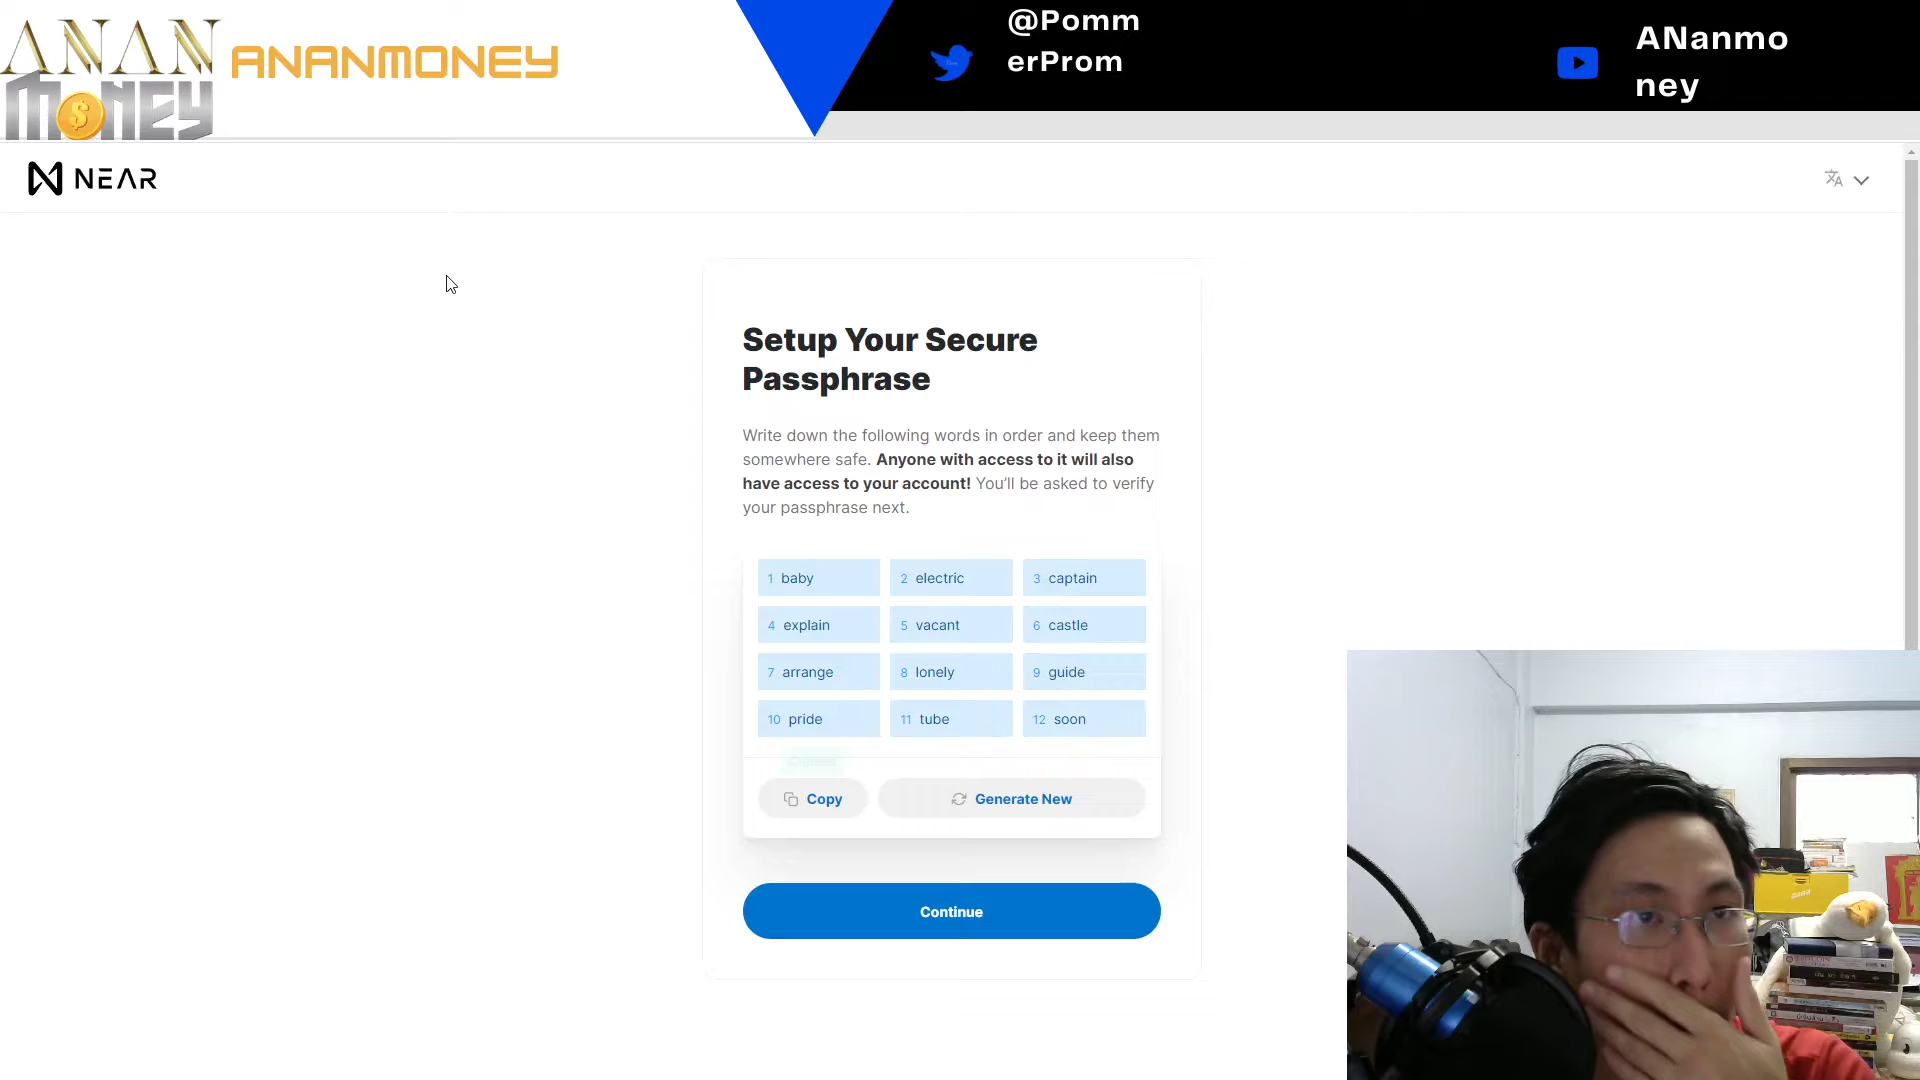 ANAN
MONEY
ANANMONEY
@Pomm
erProm
ANanmo
ney
NEAR
Setup Your Secure
Passphrase
Write down the following words in order and keep them
somewhere safe. Anyone with access to it will also
have access to your account! You’ll be asked to verify
your passphrase next.
1 baby 2 electric 3 captain
4 explain 5 vacant 6 castle
7 arrange 8 lonely 9 guide
10 pride 11 tube 12 soon
Copy Generate New
Continue